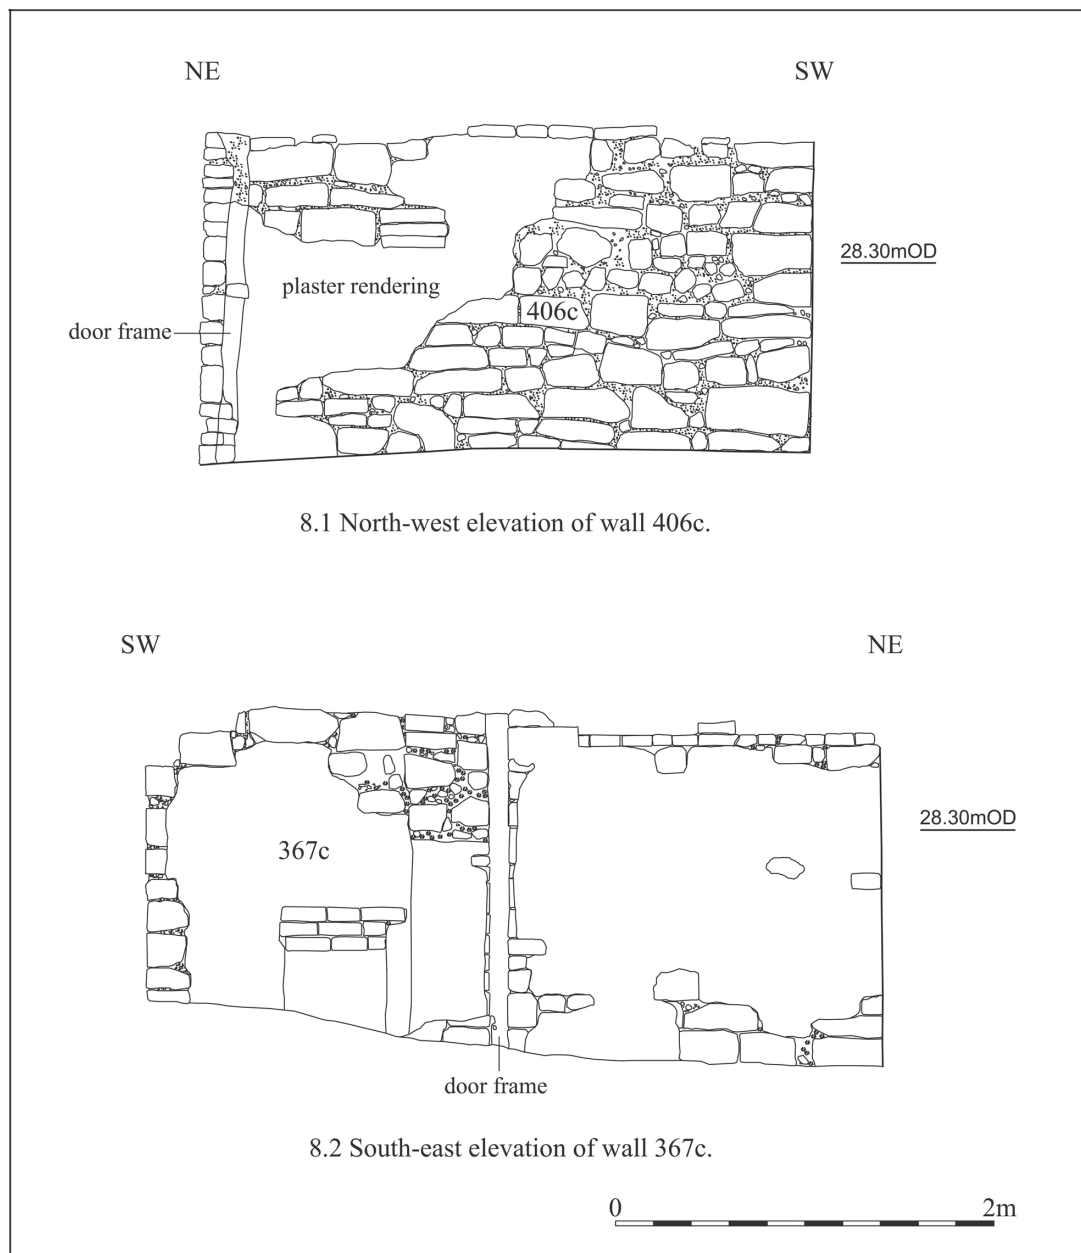 NE
SW
28.30mOD
plaster rendering
door frame
406c
8.1 North-west elevation of wall 406c.
SW
NE
28.30mOD
367c
door frame
8.2 South-east elevation of wall 367c.
0
2m